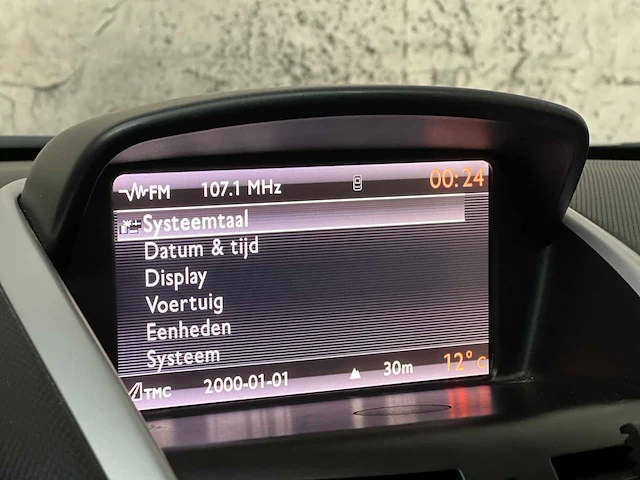 FM 107.1 MHz 00:24
Systeemtaal
Datum & tijd
Display
Voertuig
Eenheden
Systeem
TMC 2000-01-01 30m 12°C